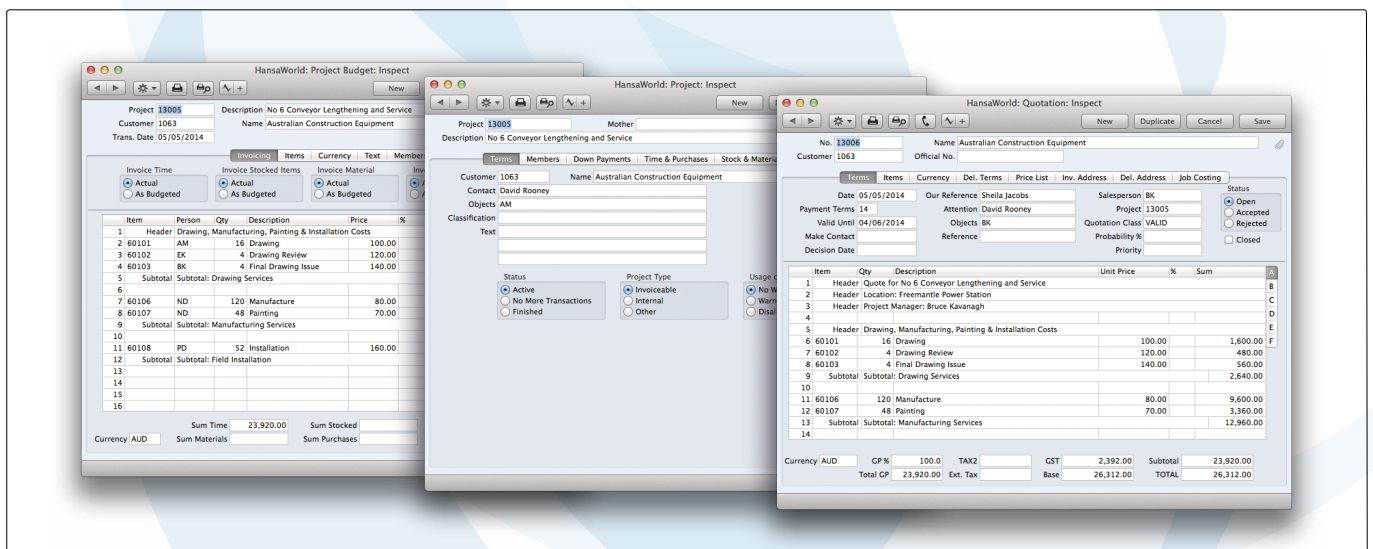 HansaWorld: Project Budget: Inspect
New
Project 13005 Description No 6 Conveyor Lengthening and Service
Customer 1063 Name Australian Construction Equipment
Trans. Date 05/05/2014
Invoicing Items Currency Text Members
Invoice Time Invoice Stocked Items Invoice Material
Actual Actual Actual
As Budgeted As Budgeted As Budgeted
Item Person Qty Description Price %
1 Header Drawing, Manufacturing, Painting & Installation Costs
2 60101 AM 16 Drawing 100.00
3 60102 EK 4 Drawing Review 120.00
4 60103 BK 4 Final Drawing Issue 140.00
5 Subtotal Subtotal: Drawing Services
6
7 60106 ND 120 Manufacture 80.00
8 60107 ND 48 Painting 70.00
9 Subtotal Subtotal: Manufacturing Services
10
11 60108 PD 52 Installation 160.00
12 Subtotal Subtotal: Field Installation
13
14
15
16
Sum Time 23,920.00 Sum Stocked
Currency AUD Sum Materials Sum Purchases
HansaWorld: Project: Inspect
New
Project 13005 Mother
Description No 6 Conveyor Lengthening and Service
Terms Members Down Payments Time & Purchases Stock & Materia
Customer 1063 Name Australian Construction Equipment
Contact David Rooney
Objects AM
Classification
Text
Status Project Type Usage
Active Invoiceable No W
No More Transactions Internal Warn
Finished Other Disal
HansaWorld: Quotation: Inspect
New Duplicate Cancel Save
No. 13006 Name Australian Construction Equipment
Customer 1063 Official No.
Terms Items Currency Del. Terms Price List Inv. Address Del. Address Job Costing
Date 05/05/2014 Our Reference Sheila Jacobs Salesperson BK Status
Payment Terms 14 Attention David Rooney Project 13005 Open
Valid Until 04/06/2014 Objects BK Quotation Class VALID Accepted
Make Contact Reference Probability % Rejected
Decision Date Priority Closed
Item Qty Description Unit Price % Sum A
1 Header Quote for No 6 Conveyor Lengthening and Service B
2 Header Location: Freemantle Power Station
3 Header Project Manager: Bruce Kavanagh C
4 D
5 Header Drawing, Manufacturing, Painting & Installation Costs E
6 60101 16 Drawing 100.00 1,600.00 F
7 60102 4 Drawing Review 120.00 480.00
8 60103 4 Final Drawing Issue 140.00 560.00
9 Subtotal Subtotal: Drawing Services 2,640.00
10
11 60106 120 Manufacture 80.00 9,600.00
12 60107 48 Painting 70.00 3,360.00
13 Subtotal Subtotal: Manufacturing Services 12,960.00
14
Currency AUD GP % 100.0 TAX2 GST 2,392.00 Subtotal 23,920.00
Total GP 23,920.00 Ext. Tax Base 26,312.00 TOTAL 26,312.00